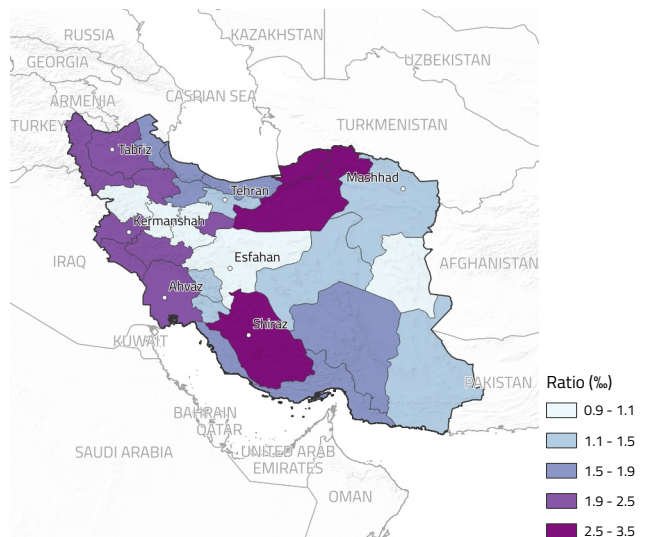 RUSSIA
KAZAKHSTAN
GEORGIA
UZBEKISTAN
ARMENIA
CASPIAN SEA
TURKEY
TURKMENISTAN
Tabriz
Mashhad
Tehran
Kermanshah
IRAQ
Esfahan
AFGHANISTAN
Ahvaz
Shiraz
KUWAIT
PAKISTAN
BAHRAIN
QATAR
SAUDI ARABIA
UNITED ARAB
EMIRATES
OMAN
Ratio (‰)
0.9 - 1.1
1.1 - 1.5
1.5 - 1.9
1.9 - 2.5
2.5 - 3.5